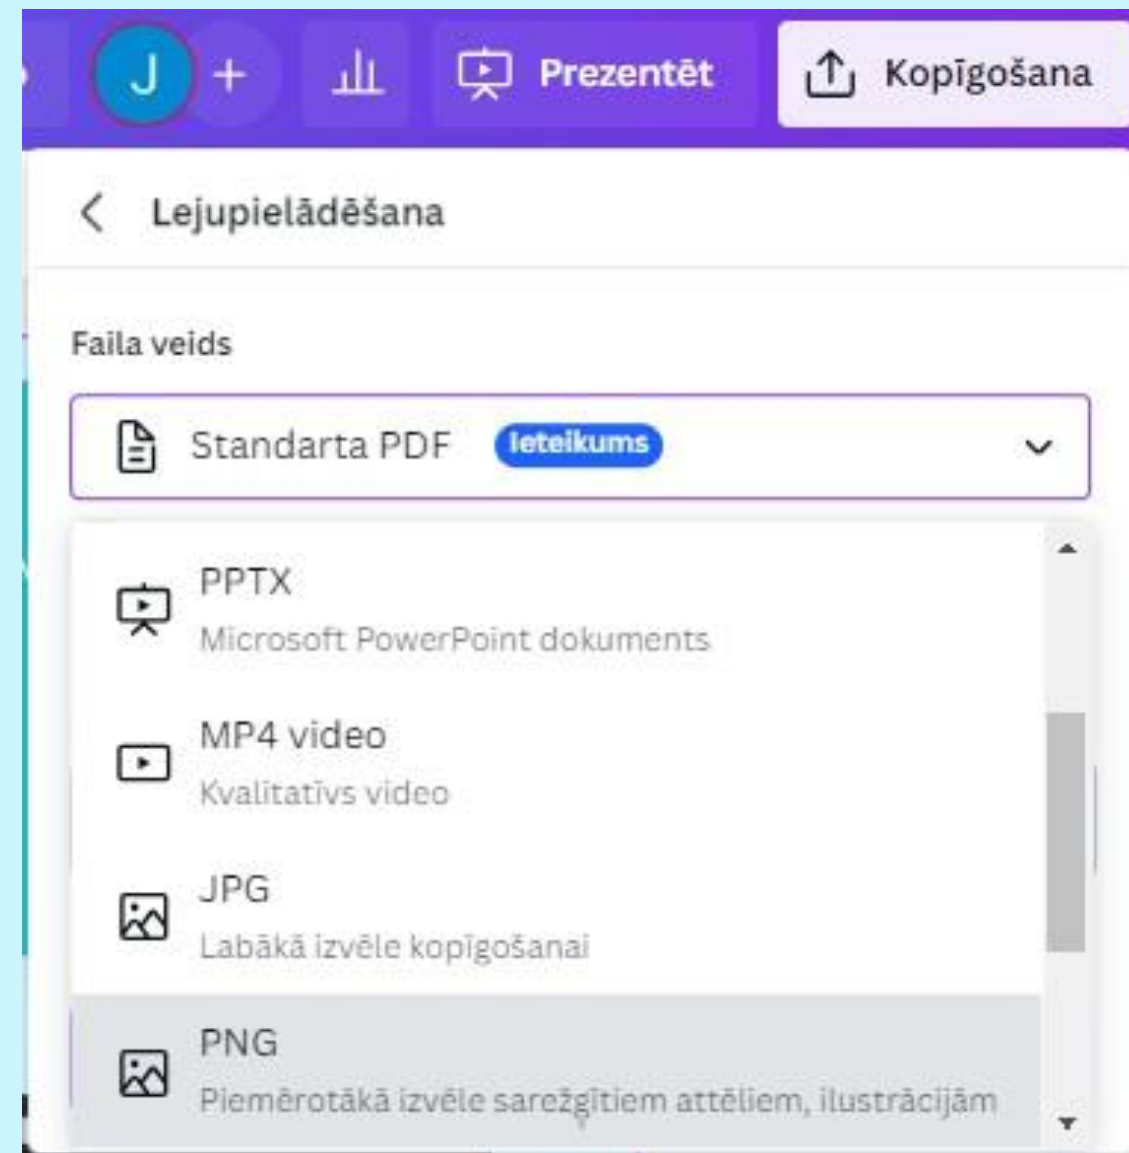 J + Prezentēt Kopīgošana
Lejupielādēšana
Faila veids
Standarta PDF Ieteikums
PPTX
Microsoft PowerPoint dokuments
MP4 video
Kvalitatīvs video
JPG
Labākā izvēle kopīgošanai
PNG
Piemērotākā izvēle sarežģītiem attēliem, ilustrācijām